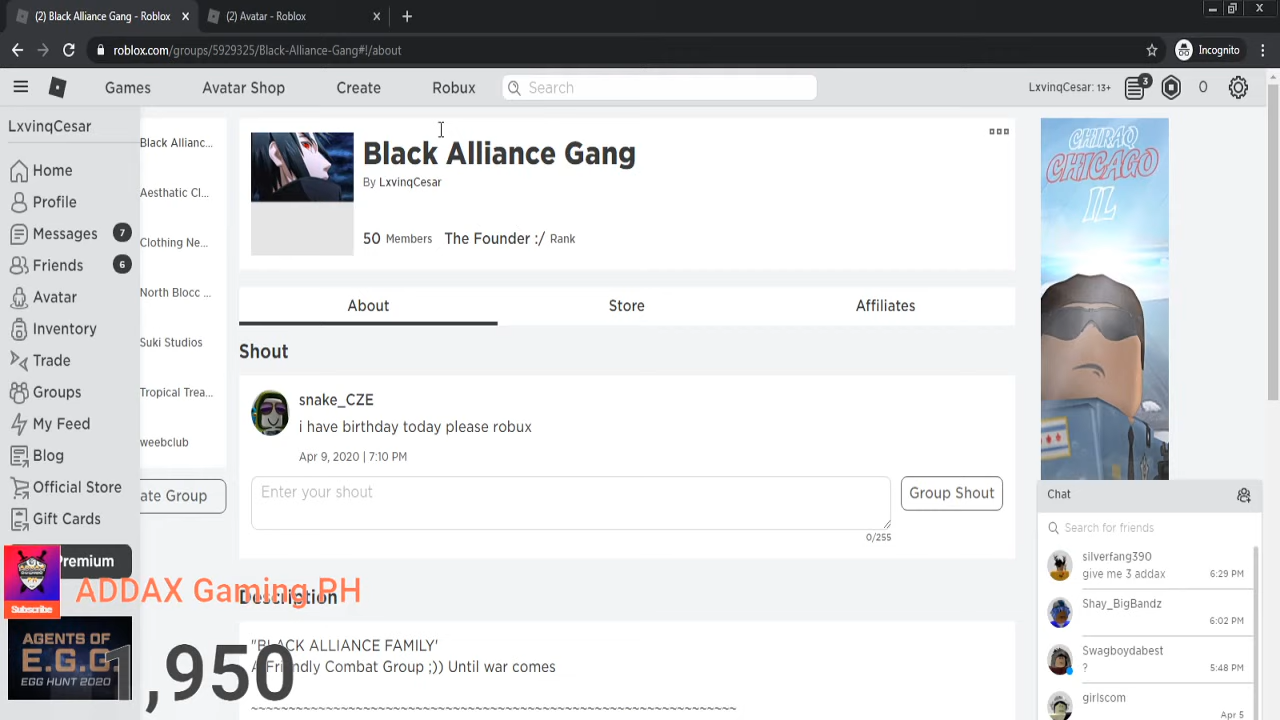 (2) Black Alliance Gang - Roblox
(2) Avatar - Roblox
roblox.com/groups/5929325/Black-Alliance-Gang#!/about
Incognito
Games
Avatar Shop
Create
Robux
Search
LxvinqCesar: 13+
3
0
LxvinqCesar
Home
Profile
Messages 7
Friends 6
Avatar
Inventory
Trade
Groups
My Feed
Blog
Official Store
Gift Cards
Premium
Black Allianc...
Aesthatic Cl...
Clothing Ne...
North Blocc ...
Suki Studios
Tropical Trea...
weebclub
ate Group
Black Alliance Gang
By LxvinqCesar
50 Members The Founder :/ Rank
About
Store
Affiliates
Shout
snake_CZE
i have birthday today please robux
Apr 9, 2020 | 7:10 PM
Enter your shout
Group Shout
0/255
Description
"BLACK ALLIANCE FAMILY'
A Friendly Combat Group ;)) Until war comes
~~~~~~~~~~~~~~~~~~~~~~~~~~~~~~~~~~~~~~~~~~~~~~~~~~~~~~~~~~~~~~~~~
CHIRAQ
CHICAGO
IL
Chat
Search for friends
silverfang390
give me 3 addax 6:29 PM
Shay_BigBandz
6:02 PM
Swagboydabest
? 5:48 PM
giriscom
Apr 5
Subscribe
ADDAX Gaming PH
AGENTS OF
E.G.G.
EGG HUNT 2020
1,950